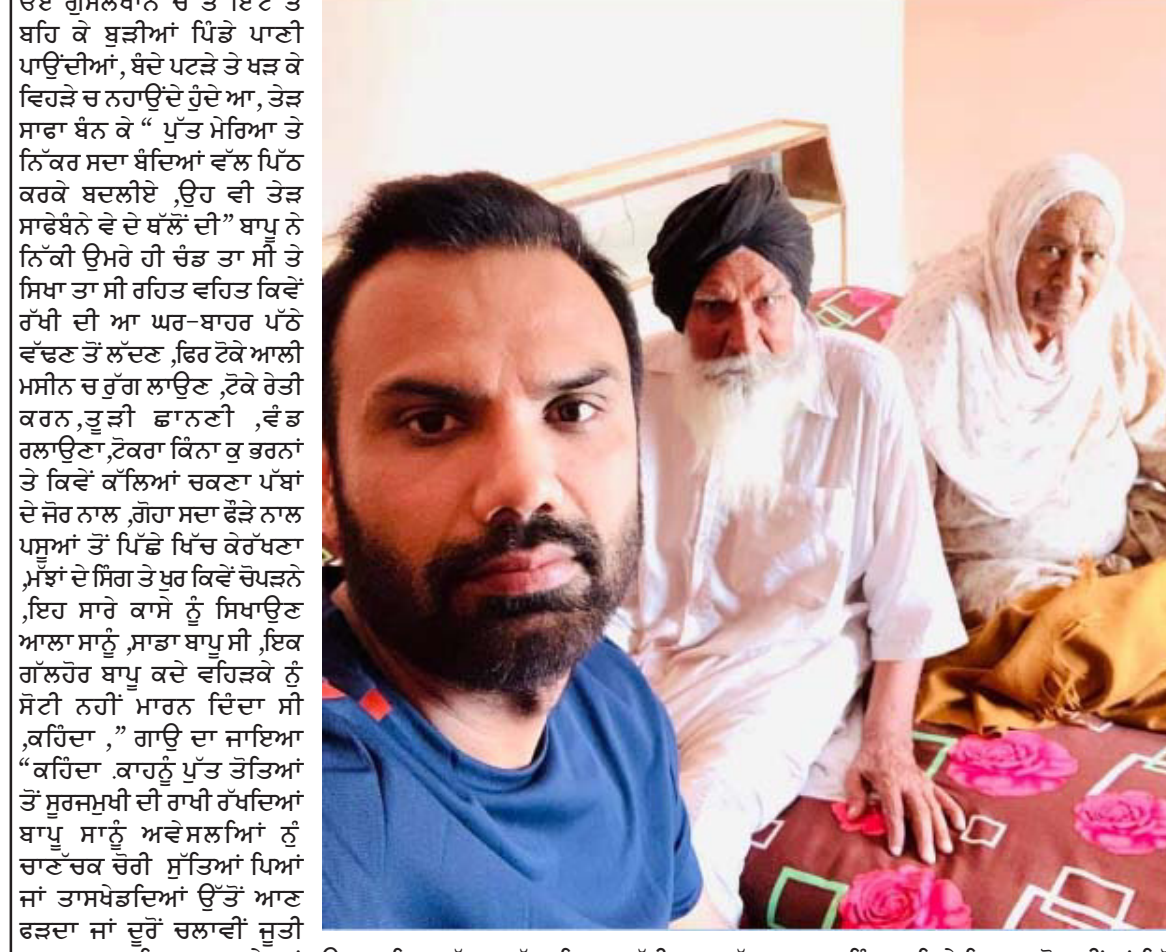 ਬਹਿ ਕੇ ਬੁੜੀਆਂ ਪਿੰਡੇ ਪਾਣੀ
ਪਾਉਂਦੀਆਂ, ਬੰਦੇ ਪਟੜੇ ਤੇ ਖੜ ਕੇ
ਵਿਹੜੇ ਚ ਨਹਾਉਂਦੇ ਹੁੰਦੇ ਆ, ਤੇੜ
ਸਾਫਾ ਬੰਨ ਕੇ “ ਪੁੱਤ ਮੇਰਿਆ ਤੇ
ਨਿੱਕਰ ਸਦਾ ਬੰਦਿਆਂ ਵੱਲ ਪਿੱਠ
ਕਰਕੇ ਬਦਲੀਏ ,ਉਹ ਵੀ ਤੇੜ
ਸਾਫੇਬੰਨੇ ਵੇ ਦੇ ਥੱਲੋਂ ਦੀ” ਬਾਪੂ ਨੇ
ਨਿੱਕੀ ਉਮਰੇ ਹੀ ਚੰਡ ਤਾ ਸੀ ਤੇ
ਸਿਖਾ ਤਾ ਸੀ ਰਹਿਤ ਵਹਿਤ ਕਿਵੇਂ
ਰੱਖੀ ਦੀ ਆ ਘਰ-ਬਾਹਰ ਪੱਠੇ
ਵੱਢਣ ਤੋਂ ਲੱਦਣ ,ਫਿਰ ਟੋਕੇ ਆਲੀ
ਮਸੀਨ ਚ ਰੁੱਗ ਲਾਉਣ ,ਟੋਕੇ ਰੇਤੀ
ਕਰਨ,ਤੂੜੀ ਛਾਨਣੀ ,ਵੰਡ
ਰਲਾਉਣਾ,ਟੋਕਰਾ ਕਿੰਨਾ ਕੁ ਭਰਨਾਂ
ਤੇ ਕਿਵੇਂ ਕੱਲਿਆਂ ਚਕਣਾ ਪੱਬਾਂ
ਦੇ ਜੋਰ ਨਾਲ ,ਗੋਹਾ ਸਦਾ ਫੌੜੇ ਨਾਲ
ਪਸੂਆਂ ਤੋਂ ਪਿੱਛੇ ਖਿੱਚ ਕੇਰੱਖਣਾ
,ਮੱਝਾਂ ਦੇ ਸਿੰਗ ਤੇ ਖੁਰ ਕਿਵੇਂ ਚੋਪੜਨੇ
,ਇਹ ਸਾਰੇ ਕਾਸੇ ਨੂੰ ਸਿਖਾਉਣ
ਆਲਾ ਸਾਨੂੰ ,ਸਾਡਾ ਬਾਪੂ ਸੀ ,ਇਕ
ਗੱਲਹੋਰ ਬਾਪੂ ਕਦੇ ਵਹਿੜਕੇ ਨੂੰ
ਸੋਟੀ ਨਹੀਂ ਮਾਰਨ ਦਿੰਦਾ ਸੀ
,ਕਹਿੰਦਾ ,” ਗਾਊ ਦਾ ਜਾਇਆ
“ਕਹਿੰਦਾ .ਕਾਹਨੂੰ ਪੁੱਤ ਤੋਤਿਆਂ
ਤੋਂ ਸੂਰਜਮੁਖੀ ਦੀ ਰਾਖੀ ਰੱਖਦਿਆਂ
ਬਾਪੂ ਸਾਨੂੰ ਅਵੇਸਲਿਆਂ ਨੂੰ
ਚਾਣੱਚਕ ਚੋਰੀ ਸੁੱਤਿਆਂ ਪਿਆਂ
ਜਾਂ ਤਾਸਖੇਡਦਿਆਂ ਉੱਤੋਂ ਆਣ
ਫੜਦਾ ਜਾਂ ਦੂਰੋਂ ਚਲਾਵੀਂ ਜੂਤੀ